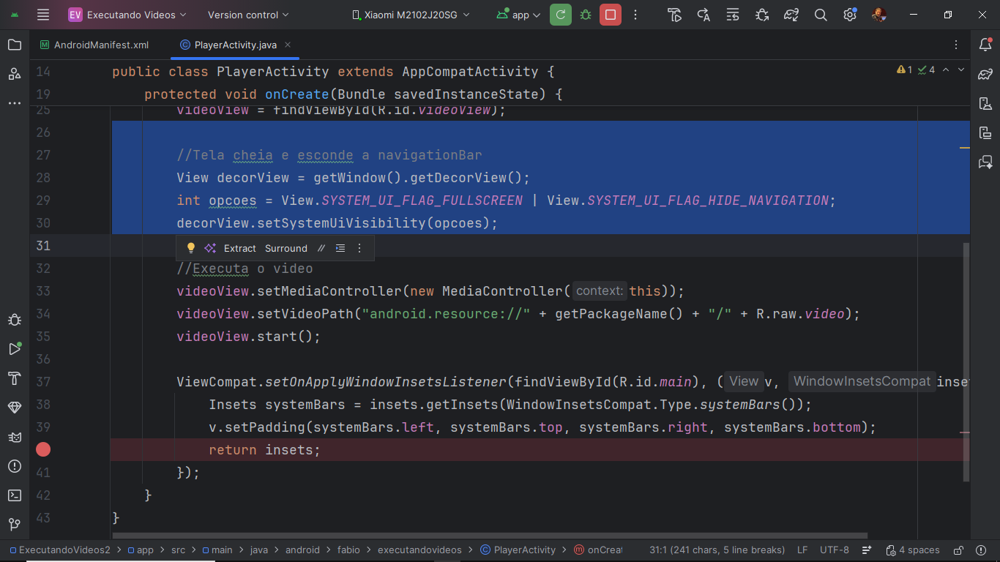 EV Executando Videos Version control Xiaomi M2102J20SG app
AndroidManifest.xml PlayerActivity.java
14 public class PlayerActivity extends AppCompatActivity { 1 4
19 protected void onCreate(Bundle savedInstanceState) {
25 videoView = findViewById(R.id.videoView);
26
27 //Tela cheia e esconde a navigationBar
28 View decorView = getWindow().getDecorView();
29 int opcoes = View.SYSTEM_UI_FLAG_FULLSCREEN | View.SYSTEM_UI_FLAG_HIDE_NAVIGATION;
30 decorView.setSystemUiVisibility(opcoes);
31
Extract Surround //
32 //Executa o video
33 videoView.setMediaController(new MediaController( context: this));
34 videoView.setVideoPath("android.resource://" + getPackageName() + "/" + R.raw.video);
35 videoView.start();
36
37 ViewCompat.setOnApplyWindowInsetsListener(findViewById(R.id.main), ( View v, WindowInsetsCompat inse
38 Insets systemBars = insets.getInsets(WindowInsetsCompat.Type.systemBars());
39 v.setPadding(systemBars.left, systemBars.top, systemBars.right, systemBars.bottom);
return insets;
41 });
42 }
43 }
ExecutandoVideos2 > app > src > main > java > android > fabio > executandovideos > PlayerActivity > onCreat 31:1 (241 chars, 5 line breaks) LF UTF-8 4 spaces